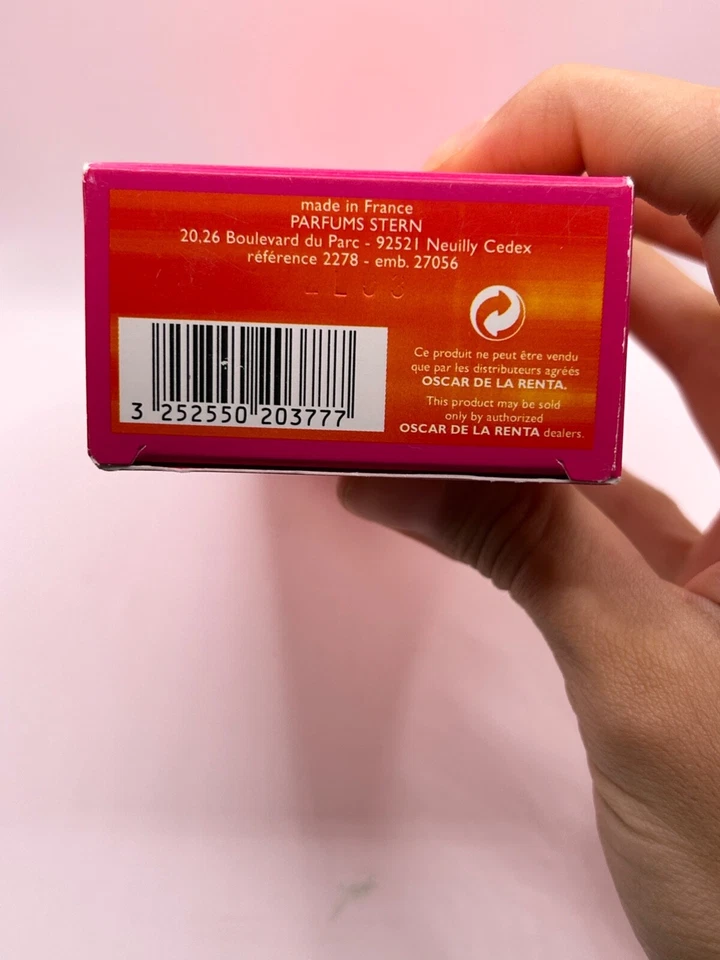 made in France
PARFUMS STERN
20,26 Boulevard du Parc - 92521 Neuilly Cedex
référence 2278 - emb. 27056
3 252550 203777
Ce produit ne peut être vendu
que par les distributeurs agréés
OSCAR DE LA RENTA.
This product may be sold
only by authorized
OSCAR DE LA RENTA dealers.